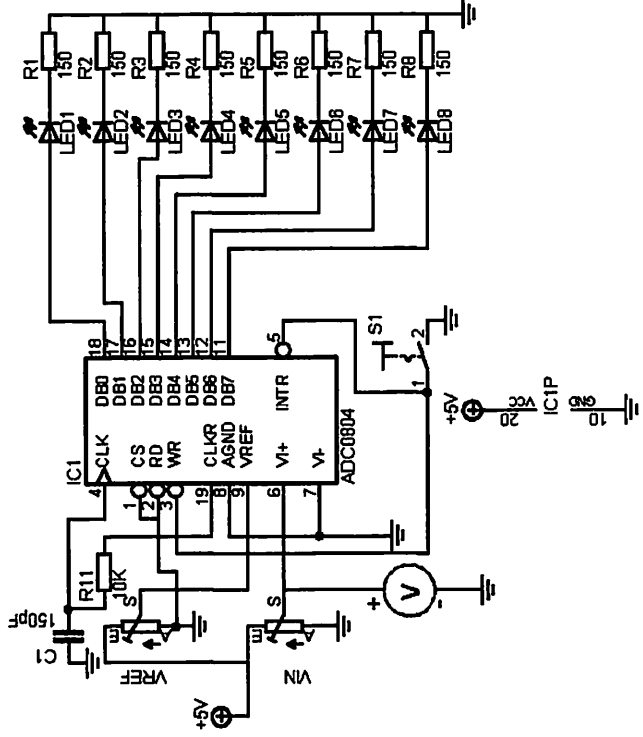 R1
150
R2
150
R3
150
R4
150
R5
150
R6
150
R7
150
R8
150
LED1
LED2
LED3
LED4
LED5
LED6
LED7
LED8
18
17
16
15
14
13
12
11
5
IC1
4
1
2
3
19
8
9
6
7
CLK
CS
RD
WR
CLKR
AGND
VREF
VI+
VI-
DB0
DB1
DB2
DB3
DB4
DB5
DB6
DB7
INTR
ADC0804
S1
1
2
R11
10K
C1
150pF
E
S
A
VREF
E
S
A
VIN
+5V
+
V
-
+5V
20
VCC
IC1P
10
GND